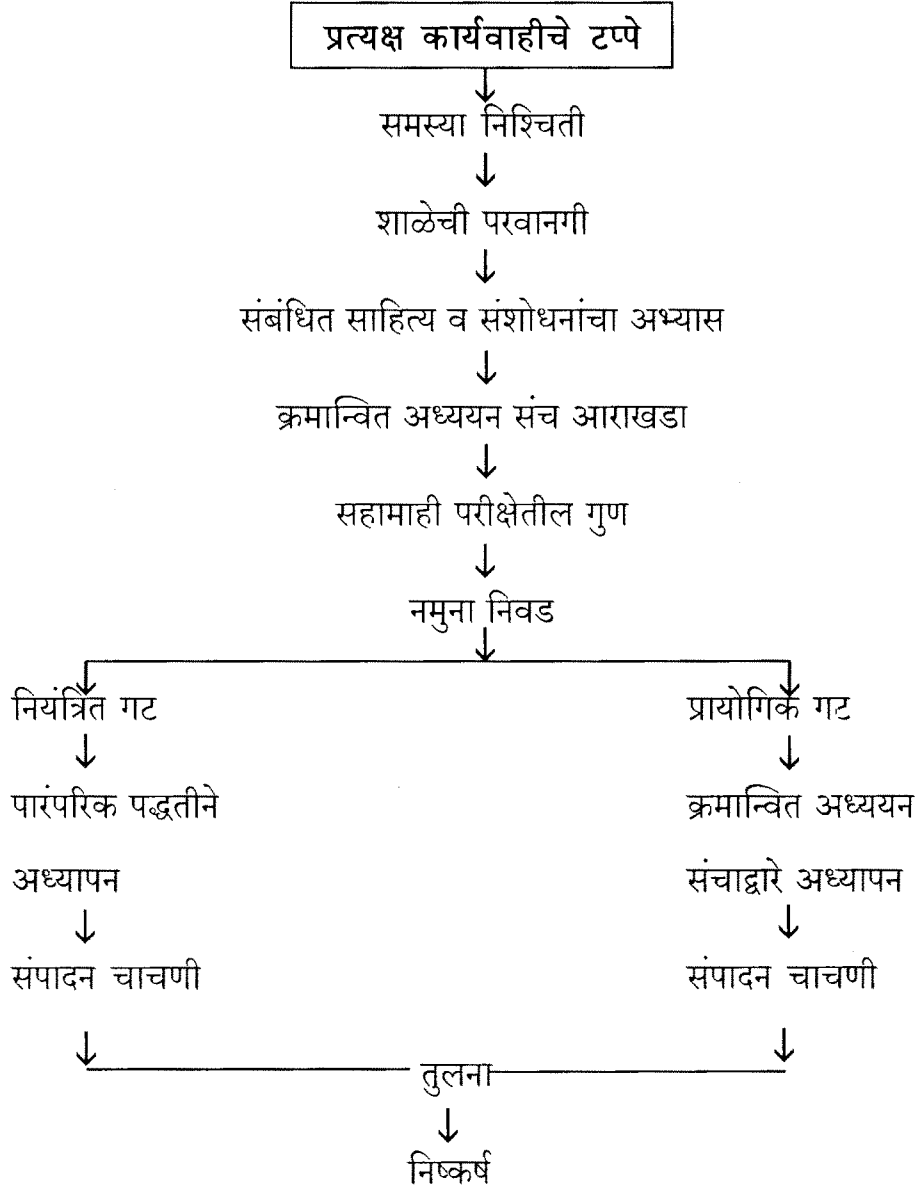 प्रत्यक्ष कार्यवाहीचे टप्पे
समस्या निश्चिती
शाळेची परवानगी
संबंधित साहित्य व संशोधनांचा अभ्यास
क्रमान्वित अध्ययन संच आराखडा
सहामाही परीक्षेतील गुण
नमुना निवड
नियंत्रित गट
पारंपरिक पद्धतीने
अध्यापन
संपादन चाचणी
प्रायोगिक गट
क्रमान्वित अध्ययन
संचाद्वारे अध्यापन
संपादन चाचणी
तुलना
निष्कर्ष